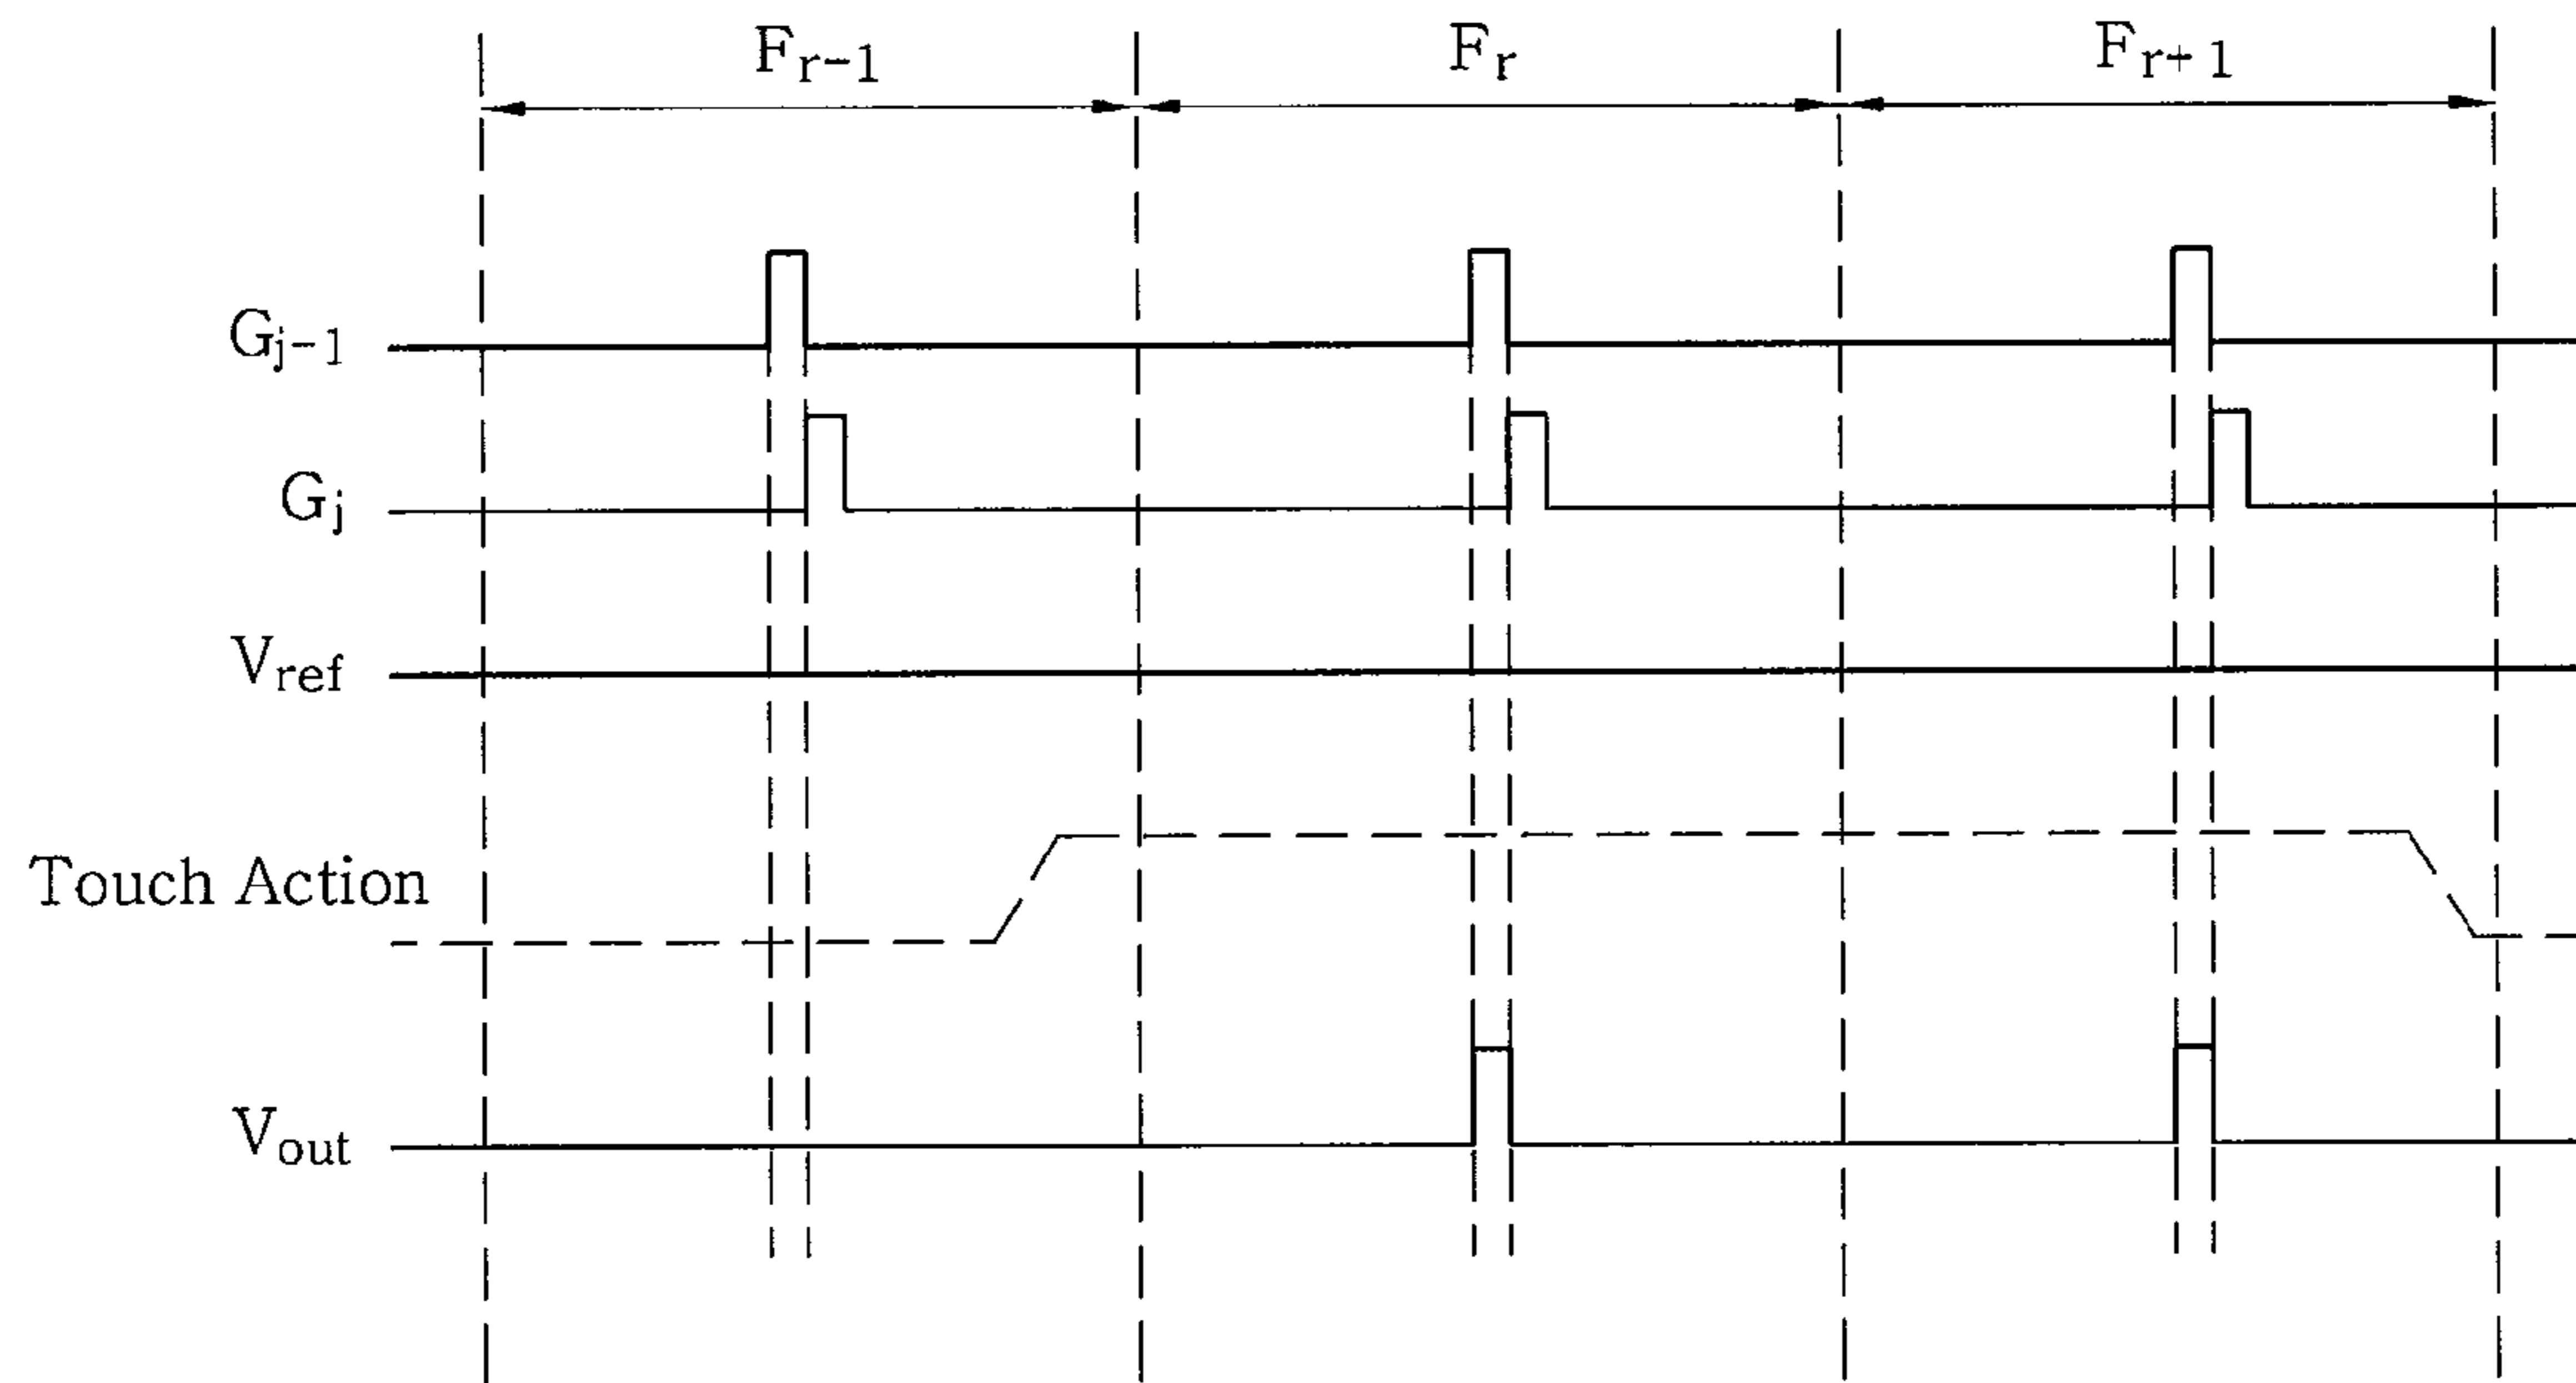 F_{r-1} F_r F_{r+1}
G_{j-1}
G_j
V_{ref}
Touch Action
V_{out}